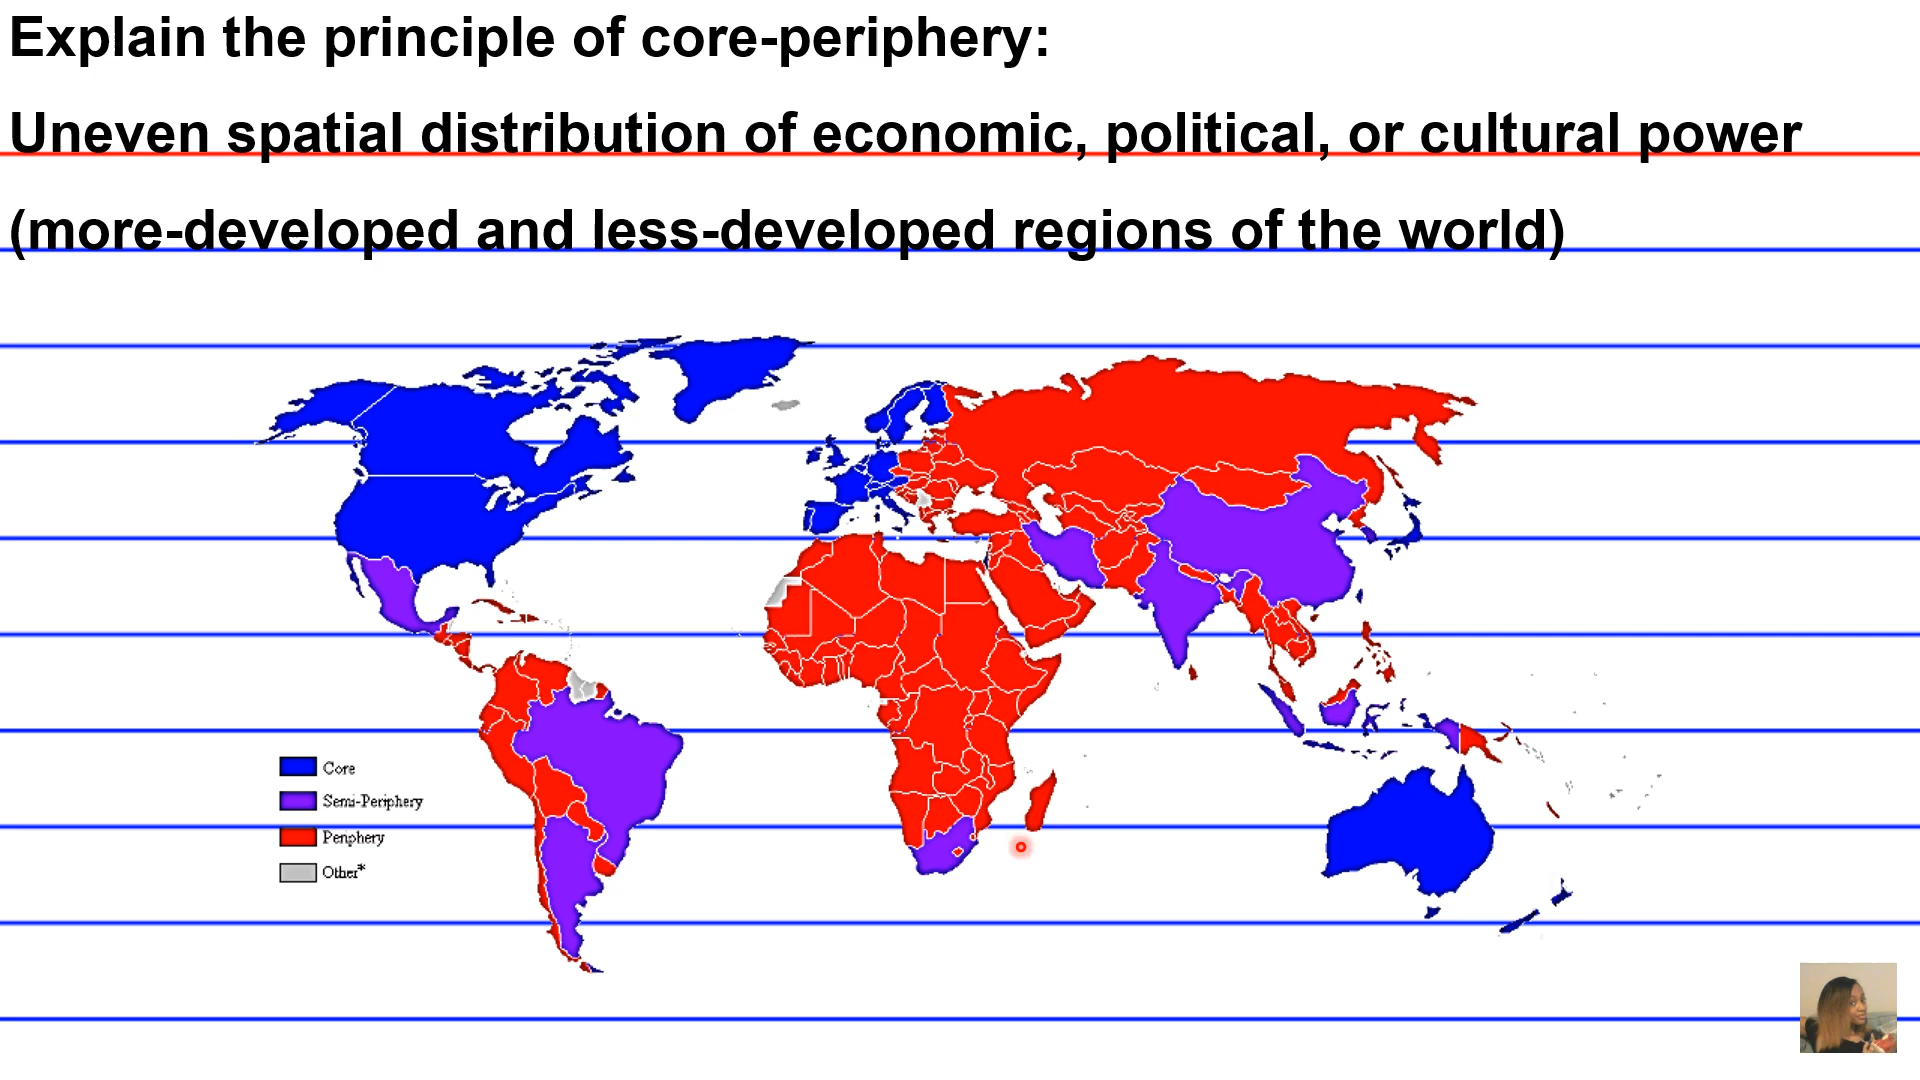 Explain the principle of core-periphery:
Uneven spatial distribution of economic, political, or cultural power
(more-developed and less-developed regions of the world)
Core
Semi-Periphery
Periphery
Other*